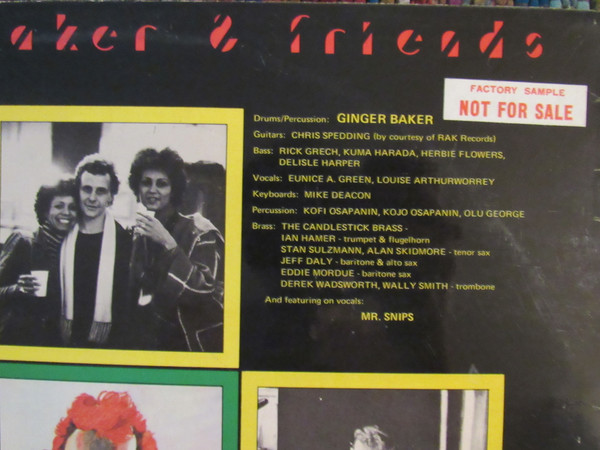 aker & friends
FACTORY SAMPLE
NOT FOR SALE
Drums/Percussion: GINGER BAKER
Guitars: CHRIS SPEDDING (by courtesy of RAK Records)
Bass: RICK GRECH, KUMA HARADA, HERBIE FLOWERS,
DELISLE HARPER
Vocals: EUNICE A. GREEN, LOUISE ARTHURWORREY
Keyboards: MIKE DEACON
Percussion: KOFI OSAPANIN, KOJO OSAPANIN, OLU GEORGE
Brass: THE CANDLESTICK BRASS -
IAN HAMER - trumpet & flugelhorn
STAN SULZMANN, ALAN SKIDMORE - tenor sax
JEFF DALY - baritone & alto sax
EDDIE MORDUE - baritone sax
DEREK WADSWORTH, WALLY SMITH - trombone
And featuring on vocals:
MR. SNIPS